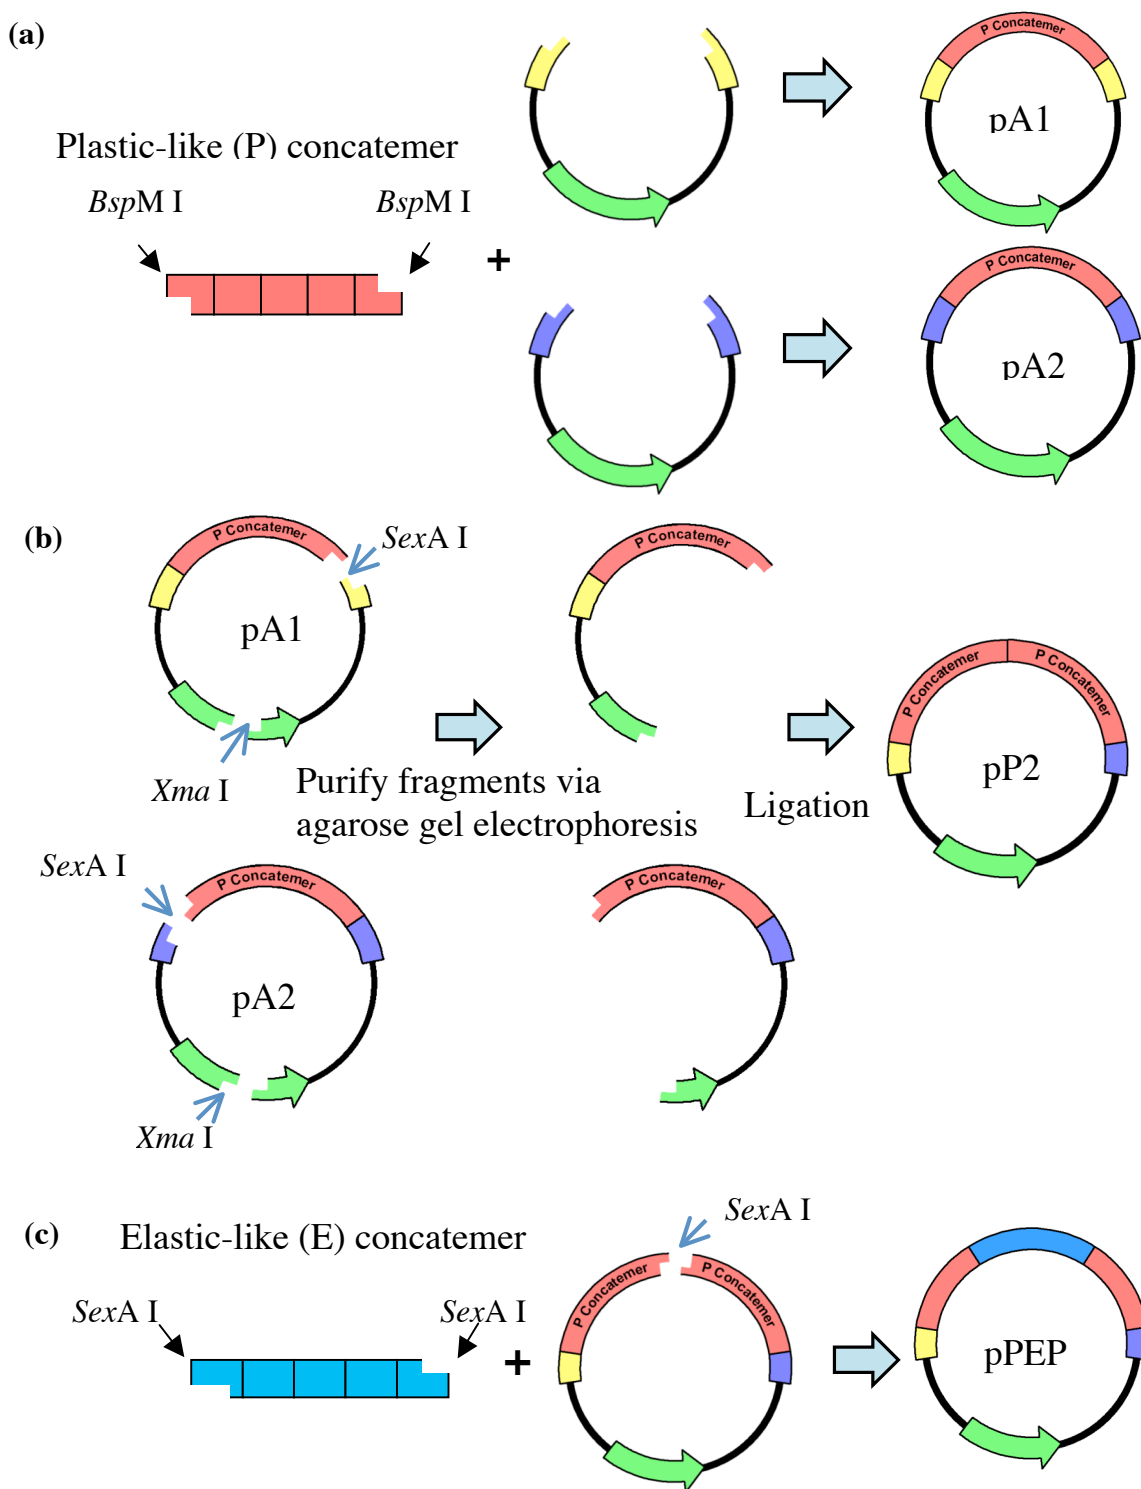 (a)
P Concatemer
pA1
Plastic-like (P) concatemer
BspM I
BspM I
+
P Concatemer
pA2
(b)
P Concatemer
SexA I
pA1
P Concatemer
P Concatemer
P Concatemer
pP2
Xma I
Purify fragments via
agarose gel electrophoresis
Ligation
SexA I
P Concatemer
pA2
Xma I
P Concatemer
(c)
Elastic-like (E) concatemer
SexA I
SexA I
SexA I
+
P Concatemer
P Concatemer
pPEP